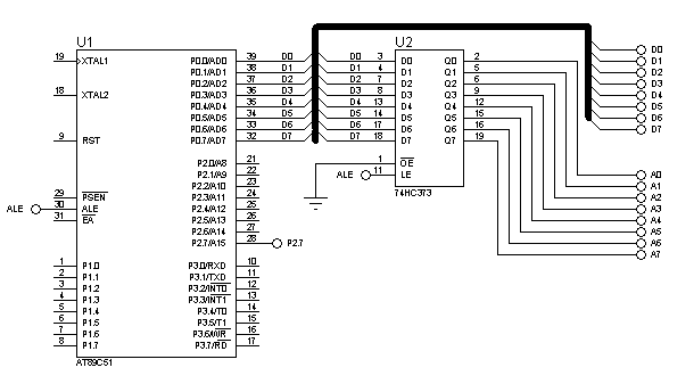 U1
U2
19 XTAL1 P0.0/AD0 39 D0 D0 3 D0 Q0 2 D0
P0.1/AD1 38 D1 D1 4 D1 Q1 5 D1
P0.2/AD2 37 D2 D2 7 D2 Q2 6 D2
18 XTAL2 P0.3/AD3 36 D3 D3 8 D3 Q3 9 D3
P0.4/AD4 35 D4 D4 13 D4 Q4 12 D4
P0.5/AD5 34 D5 D5 14 D5 Q5 15 D5
P0.6/AD6 33 D6 D6 17 D6 Q6 16 D6
9 RST P0.7/AD7 32 D7 D7 18 D7 Q7 19 D7
P2.0/A8 21 1 OE
P2.1/A9 22 ALE 11 LE A0
P2.2/A10 23 74HC373 A1
29 PSEN P2.3/A11 24 A2
ALE 30 ALE P2.4/A12 25 A3
31 EA P2.5/A13 26 A4
P2.6/A14 27 A5
P2.7/A15 28 P2.7 A6
A7
1 P1.0 P3.0/RXD 10
2 P1.1 P3.1/TXD 11
3 P1.2 P3.2/INT0 12
4 P1.3 P3.3/INT1 13
5 P1.4 P3.4/T0 14
6 P1.5 P3.5/T1 15
7 P1.6 P3.6/WR 16
8 P1.7 P3.7/RD 17
AT89C51